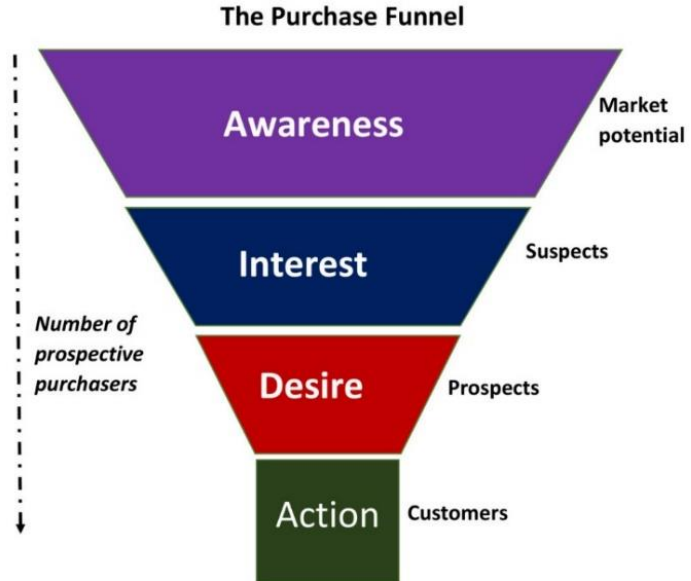 The Purchase Funnel
Awareness
Market
potential
Interest
Suspects
Number of
prospective
purchasers
Desire
Prospects
Action
Customers